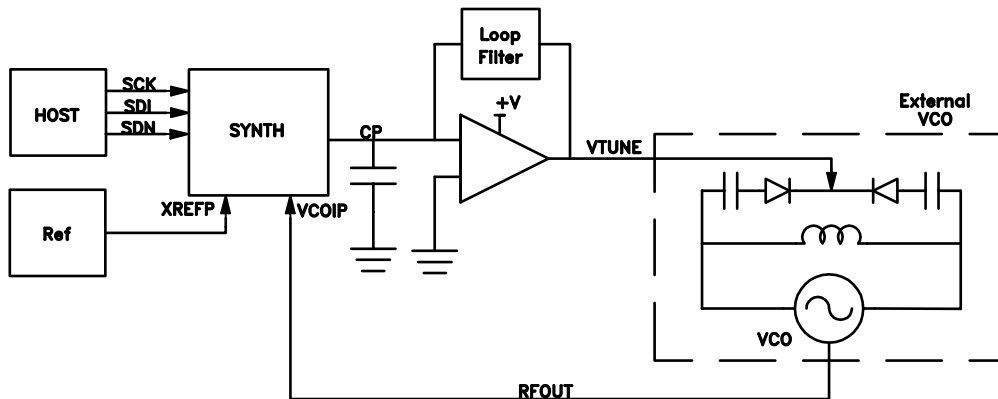 Loop
Filter
HOST
SCK
SDI
SDN
SYNTH
CP
+V
VTUNE
External
VCO
Ref
XREFP
VCOIP
VCO
RFOUT